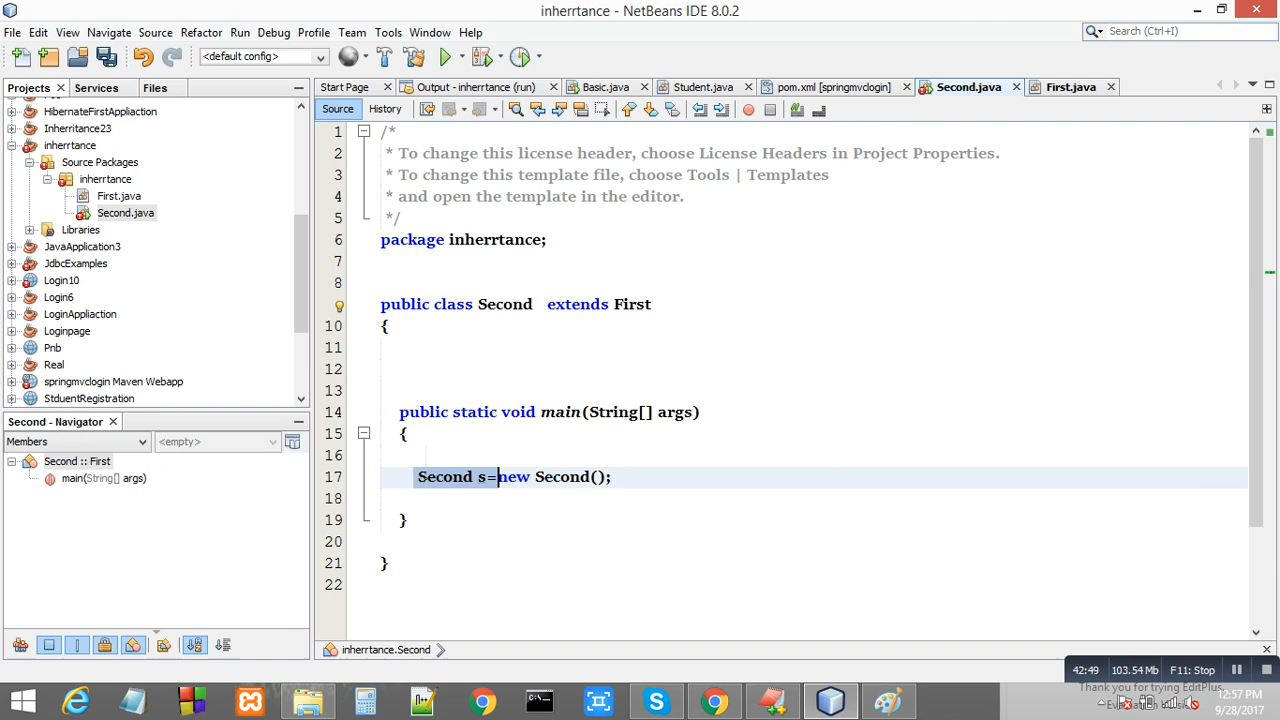 inherrtance - NetBeans IDE 8.0.2
File Edit View Navigate Source Refactor Run Debug Profile Team Tools Window Help
Search (Ctrl+I)
<default config>
Projects Services Files
Start Page Output - inherritance (run) Basic.java Student.java pom.xml [springmvclogin] Second.java First.java
Source History
HibernateFirstApplication
Inherritance23
inherrtance
Source Packages
inherrtance
First.java
Second.java
Libraries
JavaApplication3
JdbcExamples
Login10
Login6
LoginAppliaction
Loginpage
Pnb
Real
springmvclogin Maven Webapp
StduentRegistration
Second - Navigator
Members <empty>
Second :: First
main(String[] args)
1 /*
2 * To change this license header, choose License Headers in Project Properties.
3 * To change this template file, choose Tools | Templates
4 * and open the template in the editor.
5 */
6 package inherrtance;
7
8
public class Second extends First
10 {
11
12
13
14 public static void main(String[] args)
15 {
16
17 Second s=new Second();
18
19 }
20
21 }
22
inherrtance.Second
42:49 103.54 Mb F11: Stop
Thank you for trying EditPlus
12:57 PM
9/28/2017